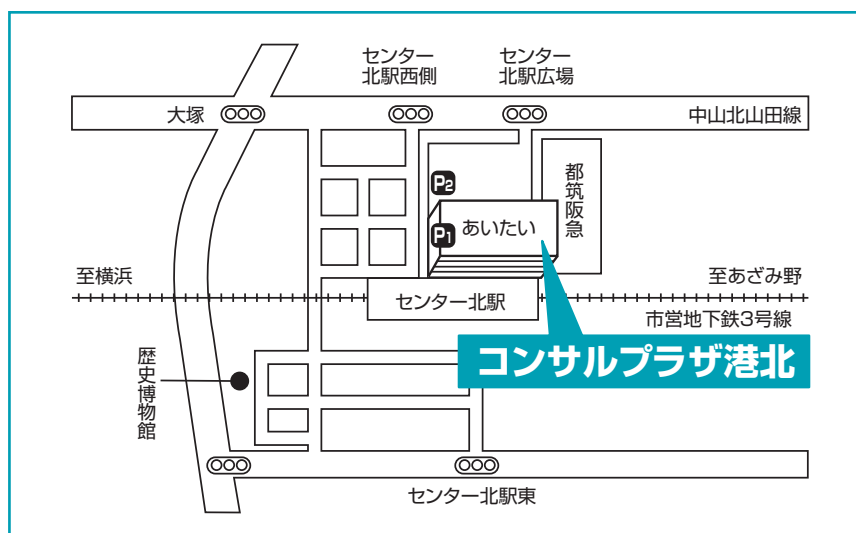 センター
北駅西側
センター
北駅広場
大塚
中山北山田線
P2
都筑阪急
P1
あいたい
至横浜
至あざみ野
センター北駅
市営地下鉄3号線
コンサルプラザ港北
歴史博物館
センター北駅東